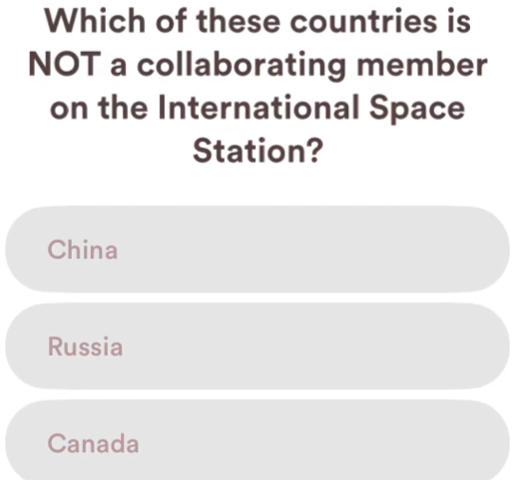 Which of these countries is
NOT a collaborating member
on the International Space
Station?
China
Russia
Canada